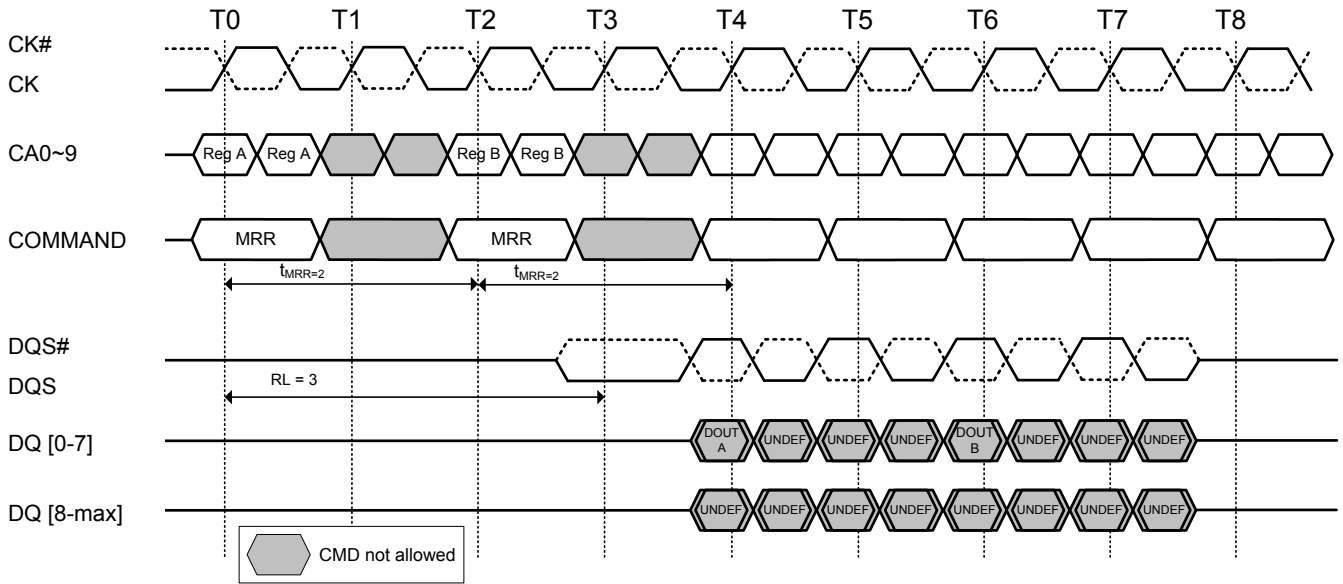 T0 T1 T2 T3 T4 T5 T6 T7 T8
CK#
CK
CA0~9 Reg A Reg A Reg B Reg B
COMMAND MRR MRR
tMRR=2 tMRR=2
DQS#
DQS
RL = 3
DQ [0-7] DOUT A UNDEF UNDEF UNDEF DOUT B UNDEF UNDEF UNDEF
DQ [8-max] UNDEF UNDEF UNDEF UNDEF UNDEF UNDEF UNDEF UNDEF
CMD not allowed